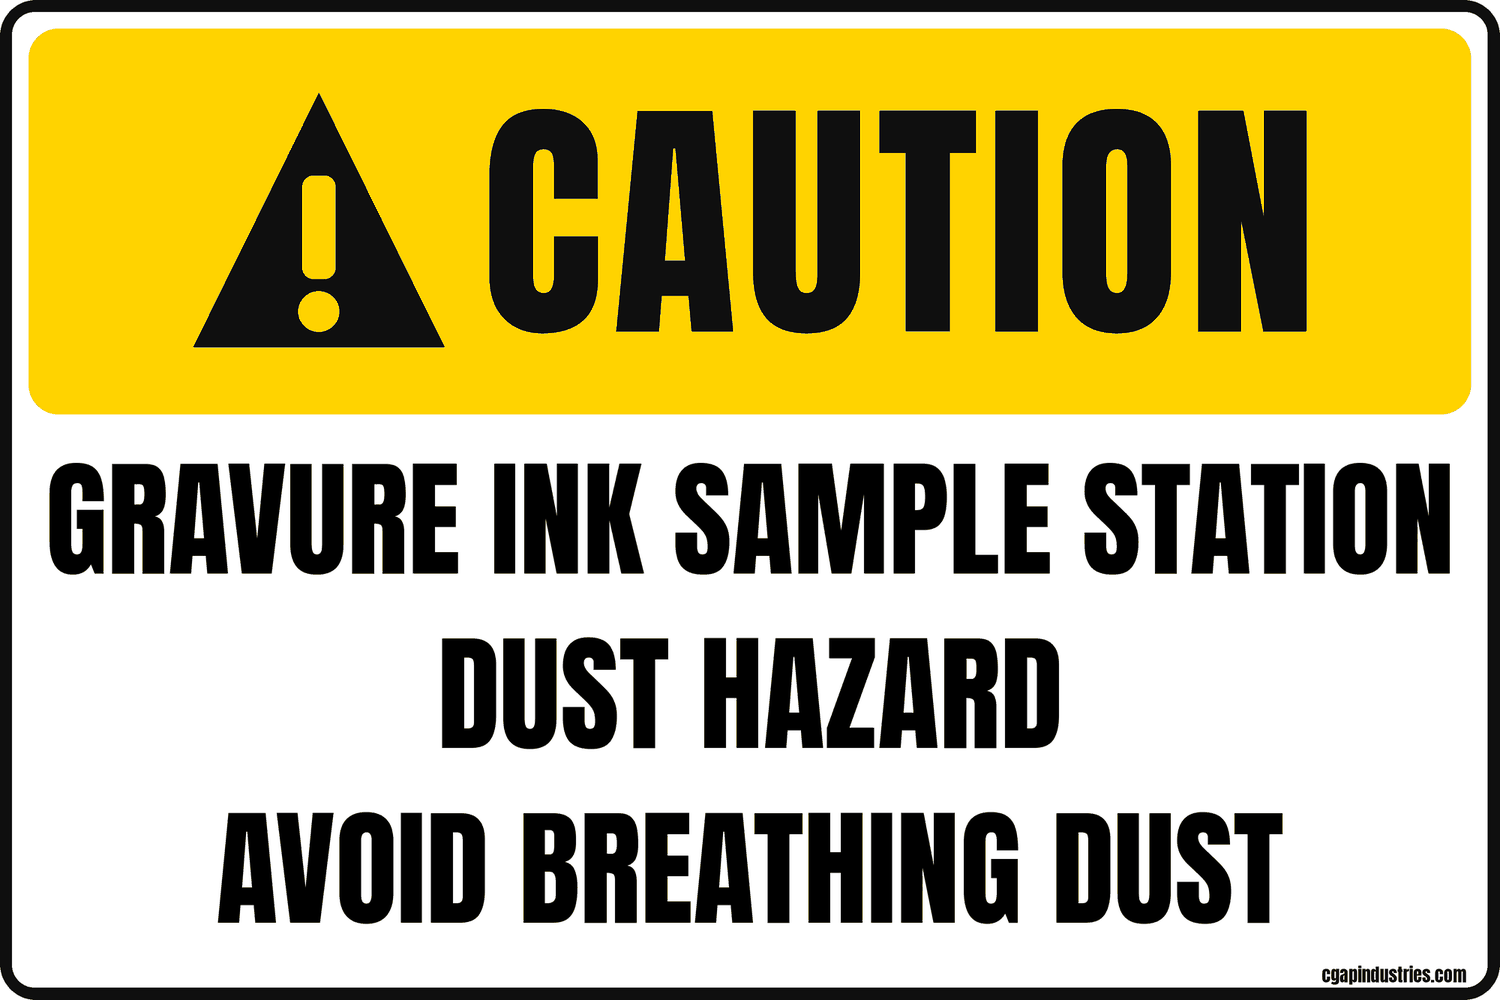 CAUTION
GRAVURE INK SAMPLE STATION
DUST HAZARD
AVOID BREATHING DUST
cgapindustries.com